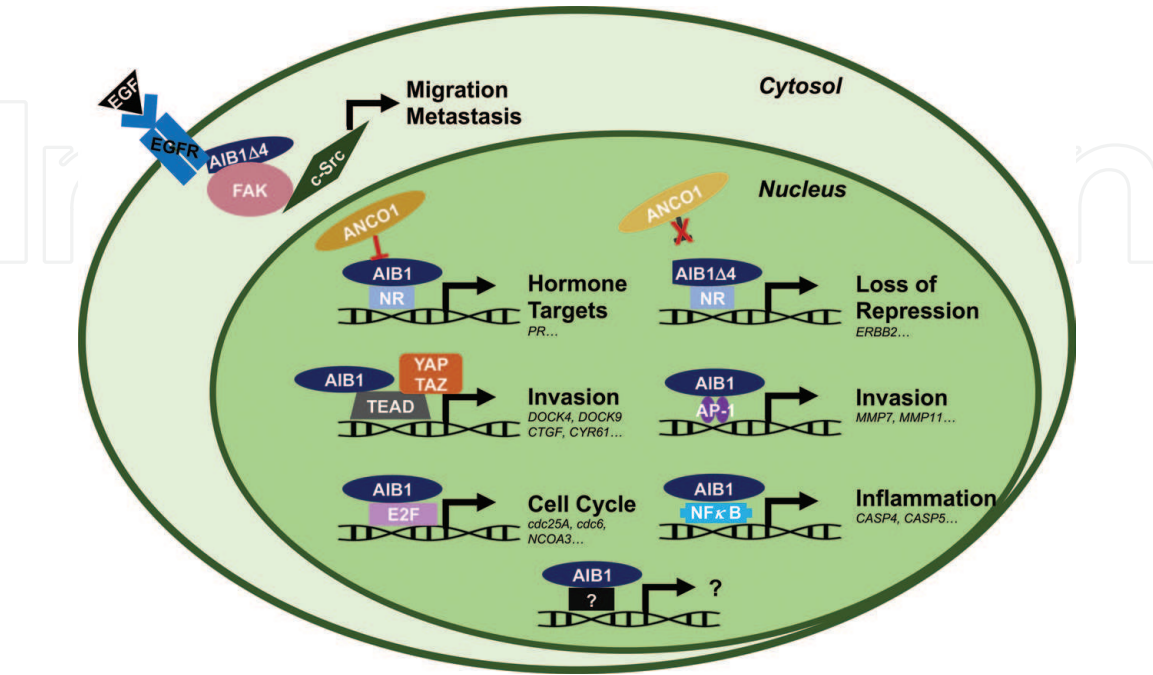 Cytosol
EGF
EGFR
AIB1Δ4
FAK
c-Src
Migration
Metastasis
Nucleus
ANCO1
AIB1
NR
Hormone
Targets
PR...
ANCO1
AIB1Δ4
NR
Loss of
Repression
ERBB2...
AIB1
YAP
TAZ
TEAD
Invasion
DOCK4, DOCK9
CTGF, CYR61...
AIB1
AP-1
Invasion
MMP7, MMP11...
AIB1
E2F
Cell Cycle
cdc25A, cdc6,
NCOA3...
AIB1
NFκB
Inflammation
CASP4, CASP5...
AIB1
?
?